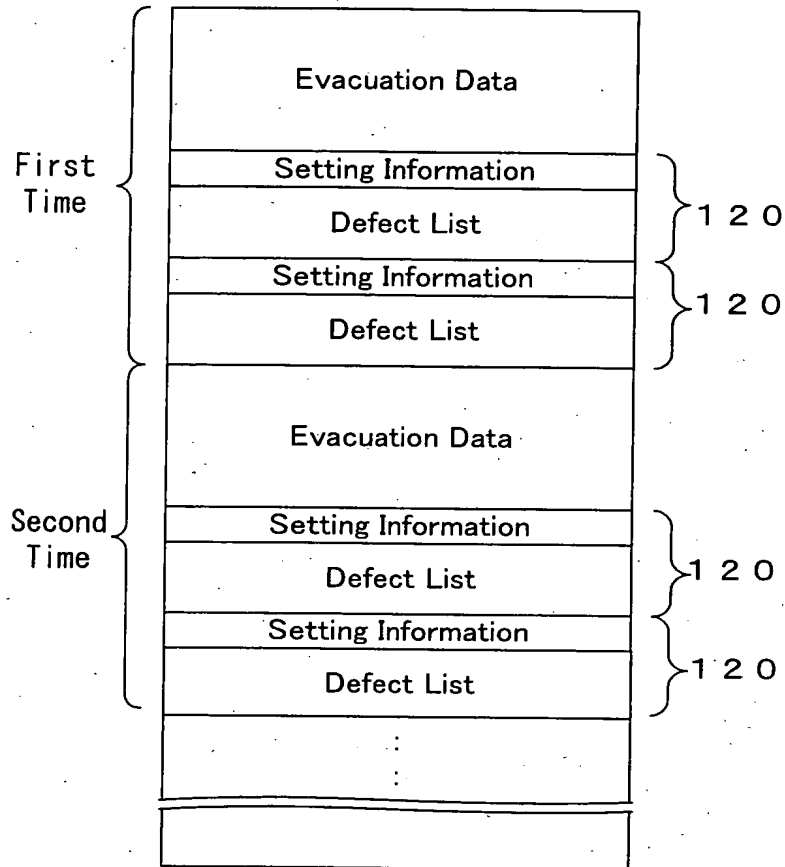 Evacuation Data
First
Time
Setting Information
Defect List
120
Setting Information
Defect List
120
Evacuation Data
Second
Time
Setting Information
Defect List
120
Setting Information
Defect List
120